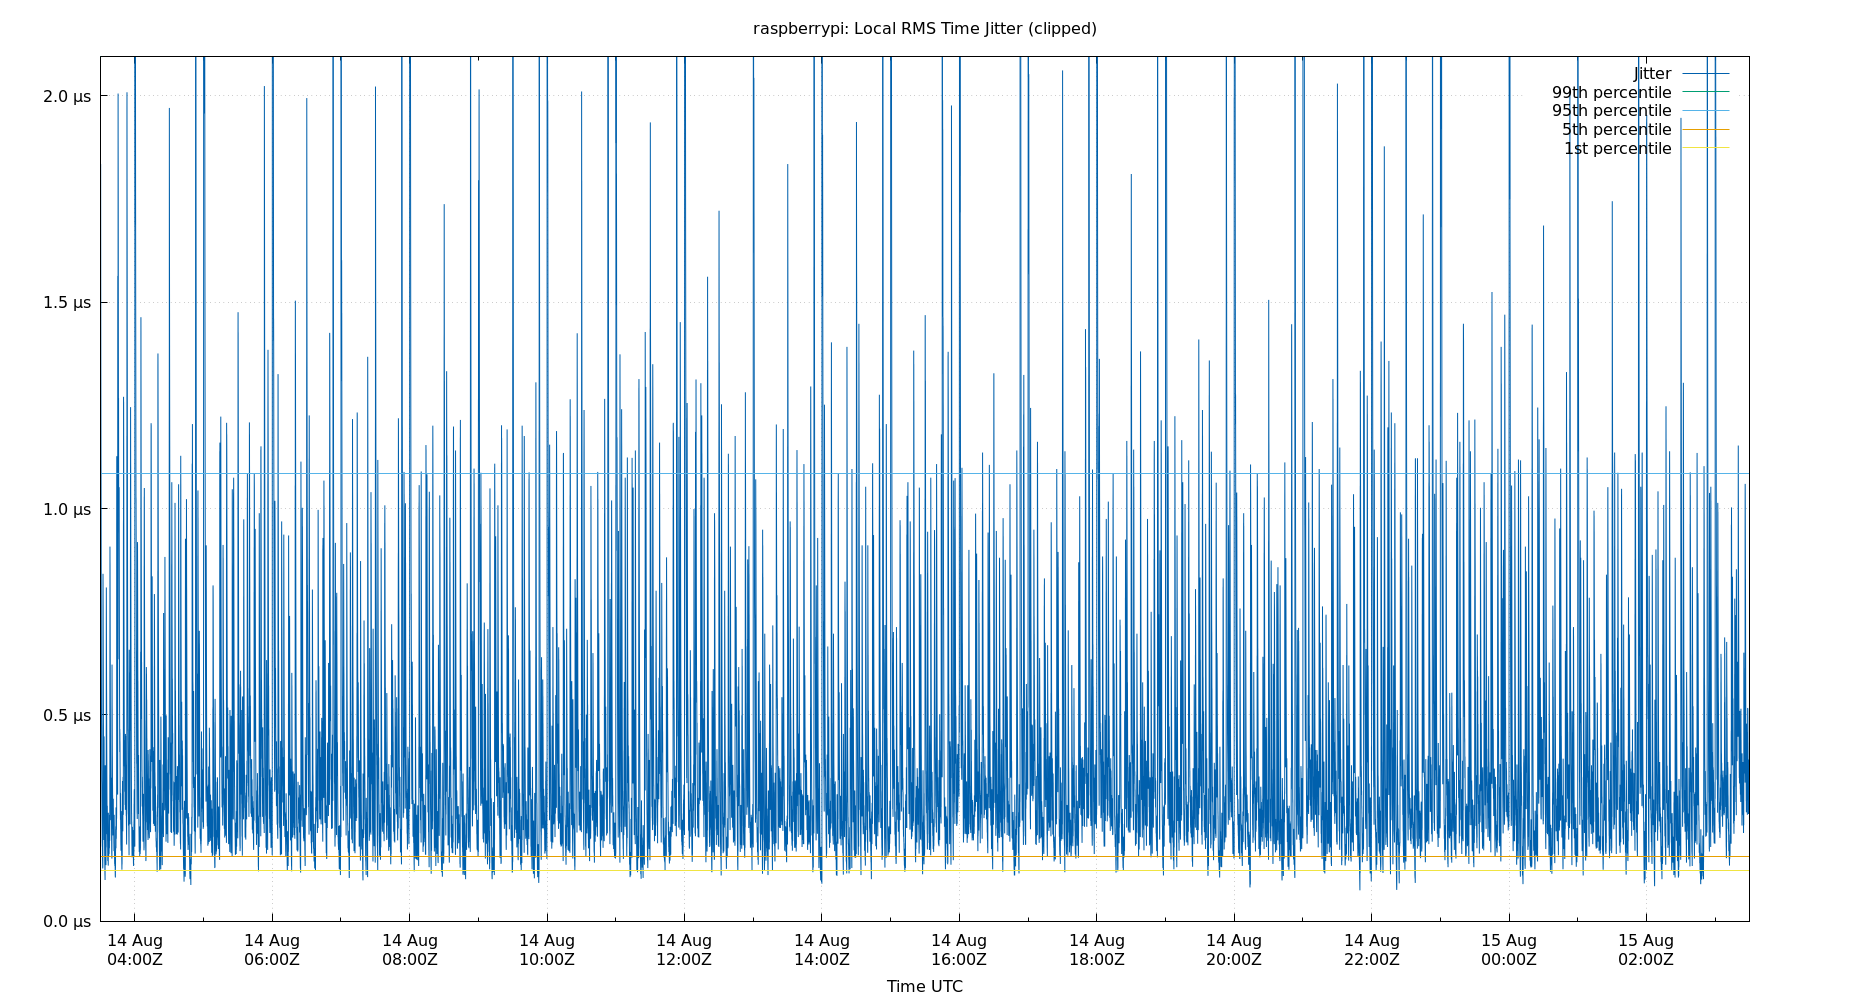 raspberrypi: Local RMS Time Jitter (clipped)
Jitter
99th percentile
95th percentile
5th percentile
1st percentile
2.0 µs
1.5 µs
1.0 µs
0.5 µs
0.0 µs
14 Aug 14 Aug 14 Aug 14 Aug 14 Aug 14 Aug 14 Aug 14 Aug 14 Aug 14 Aug 15 Aug 15 Aug
04:00Z 06:00Z 08:00Z 10:00Z 12:00Z 14:00Z 16:00Z 18:00Z 20:00Z 22:00Z 00:00Z 02:00Z
Time UTC